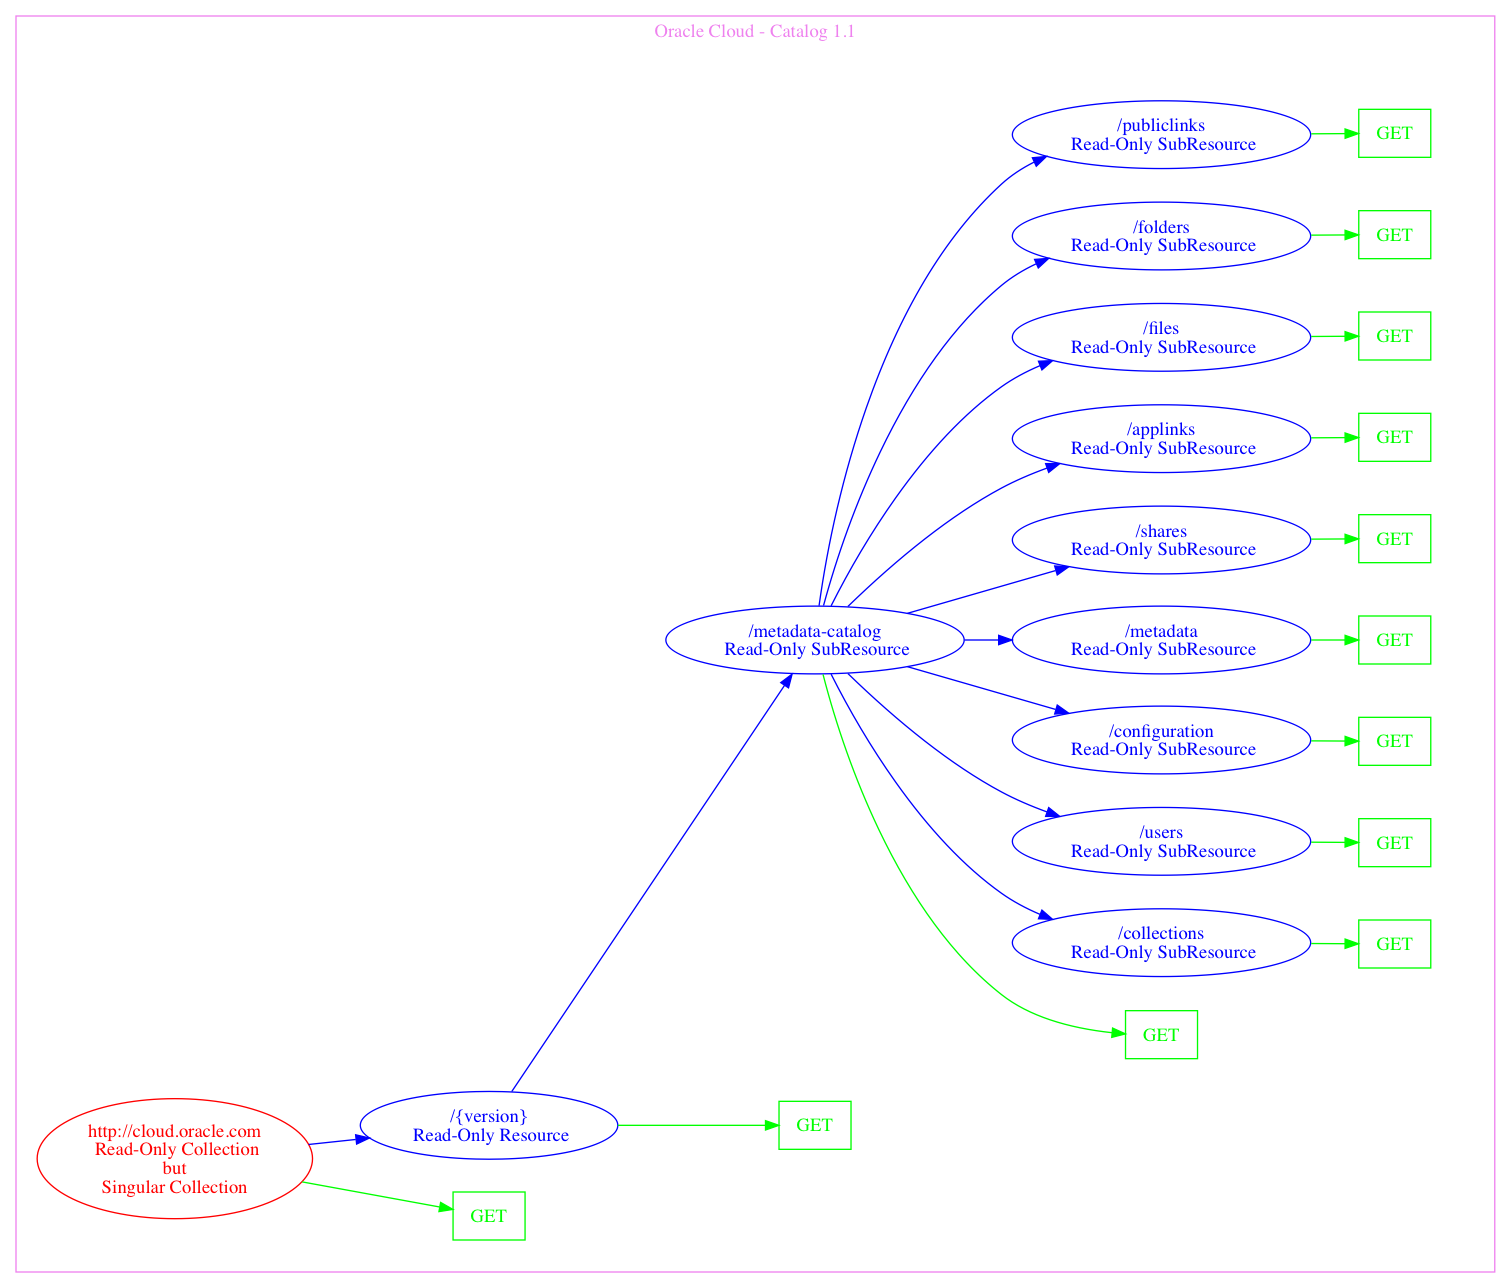 Oracle Cloud - Catalog 1.1
/publiclinks
Read-Only SubResource
GET
/folders
Read-Only SubResource
GET
/files
Read-Only SubResource
GET
/applinks
Read-Only SubResource
GET
/shares
Read-Only SubResource
GET
/metadata-catalog
Read-Only SubResource
/metadata
Read-Only SubResource
GET
/configuration
Read-Only SubResource
GET
/users
Read-Only SubResource
GET
/collections
Read-Only SubResource
GET
GET
/{version}
Read-Only Resource
GET
http://cloud.oracle.com
Read-Only Collection
but
Singular Collection
GET